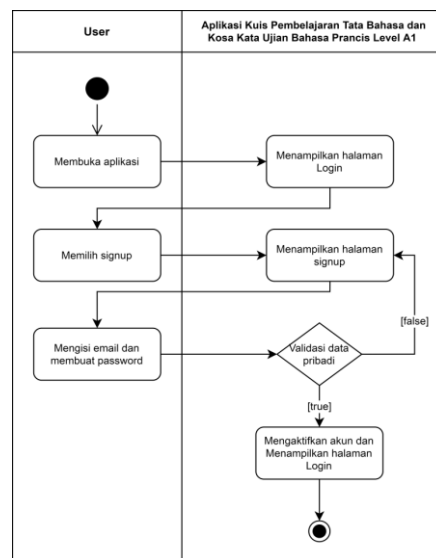 User
Aplikasi Kuis Pembelajaran Tata Bahasa dan
Kosa Kata Ujian Bahasa Prancis Level A1
Membuka aplikasi
Menampilkan halaman
Login
Memilih signup
Menampilkan halaman
signup
Mengisi email dan
membuat password
Validasi data
pribadi
[false]
[true]
Mengaktifkan akun dan
Menampilkan halaman
Login